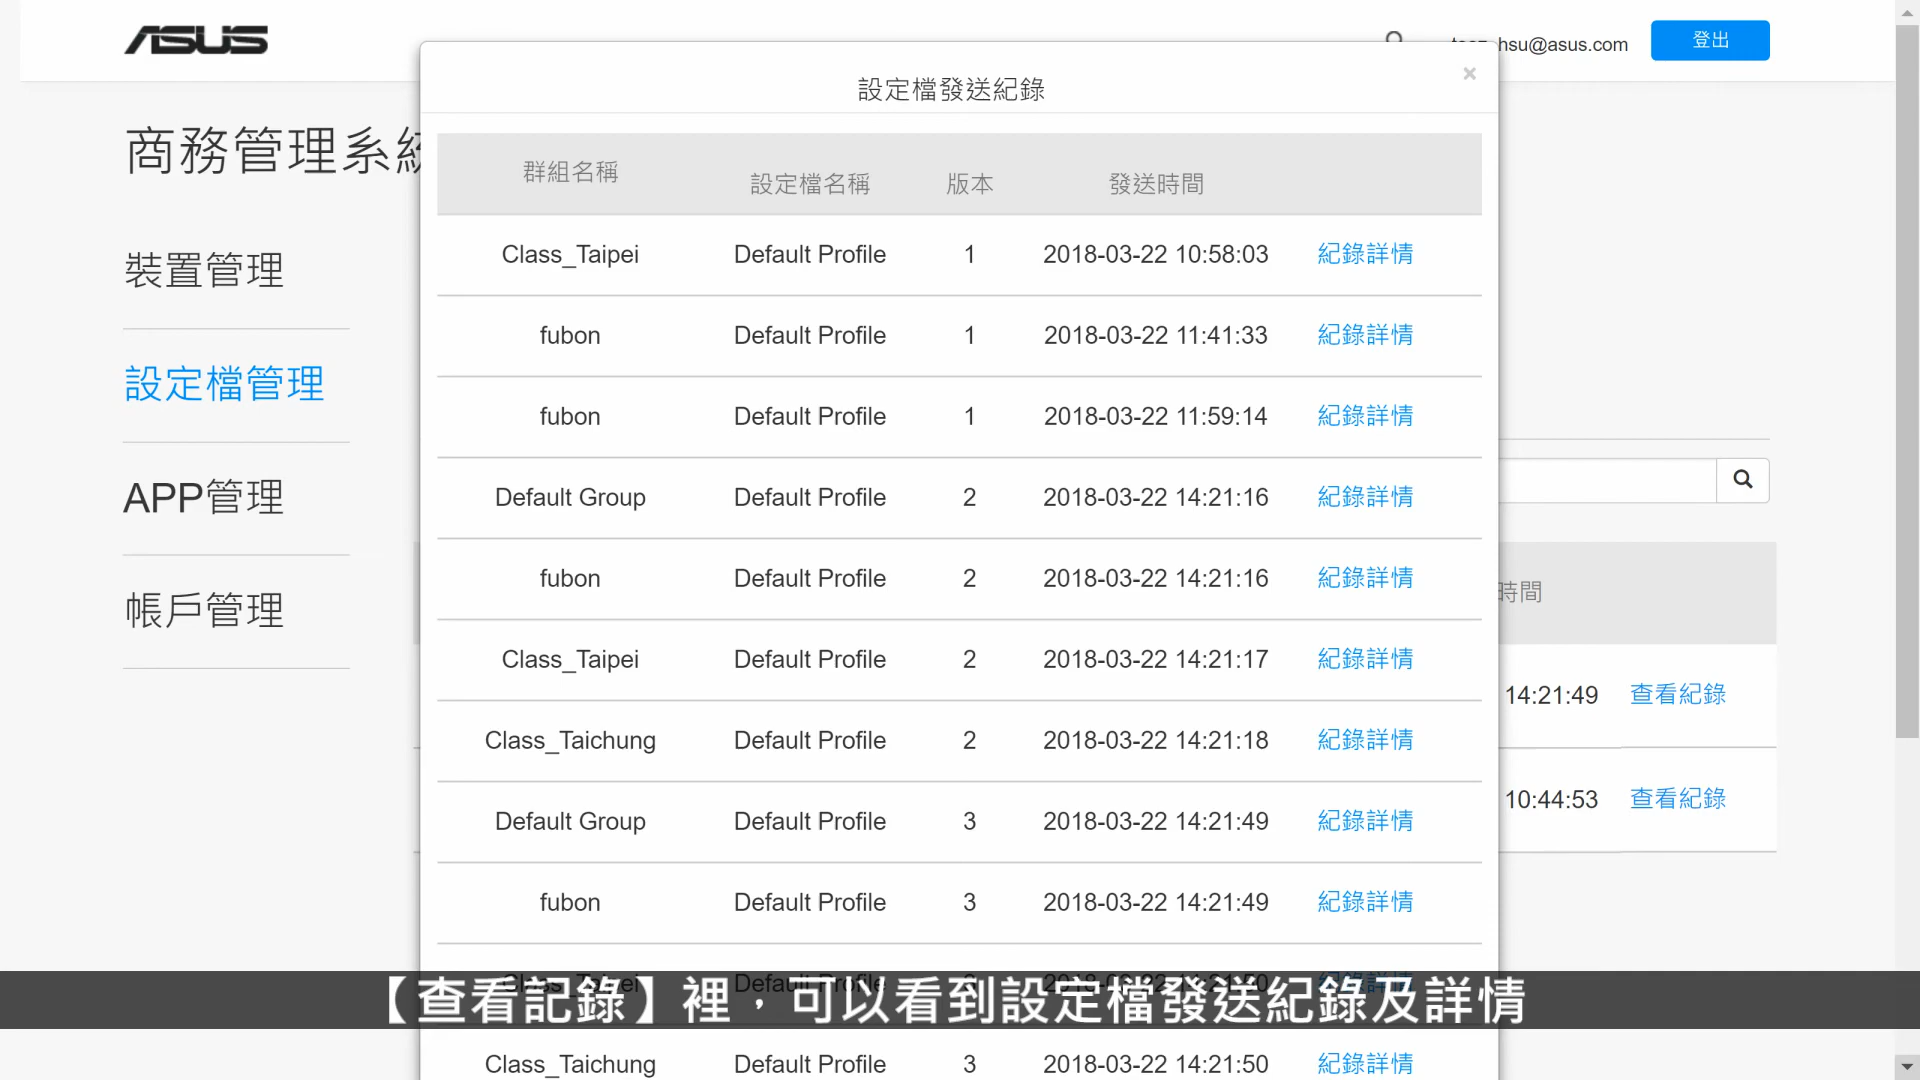 ASUS
hsu@asus.com
登出
設定檔發送紀錄
×
商務管理系統
裝置管理
設定檔管理
APP管理
帳戶管理
群組名稱 設定檔名稱 版本 發送時間
Class_Taipei Default Profile 1 2018-03-22 10:58:03 紀錄詳情
fubon Default Profile 1 2018-03-22 11:41:33 紀錄詳情
fubon Default Profile 1 2018-03-22 11:59:14 紀錄詳情
Default Group Default Profile 2 2018-03-22 14:21:16 紀錄詳情
fubon Default Profile 2 2018-03-22 14:21:16 紀錄詳情
Class_Taipei Default Profile 2 2018-03-22 14:21:17 紀錄詳情
Class_Taichung Default Profile 2 2018-03-22 14:21:18 紀錄詳情
Default Group Default Profile 3 2018-03-22 14:21:49 紀錄詳情
fubon Default Profile 3 2018-03-22 14:21:49 紀錄詳情
Class_Taichung Default Profile 3 2018-03-22 14:21:50 紀錄詳情
時間
14:21:49 查看紀錄
10:44:53 查看紀錄
【查看記錄】裡，可以看到設定檔發送紀錄及詳情